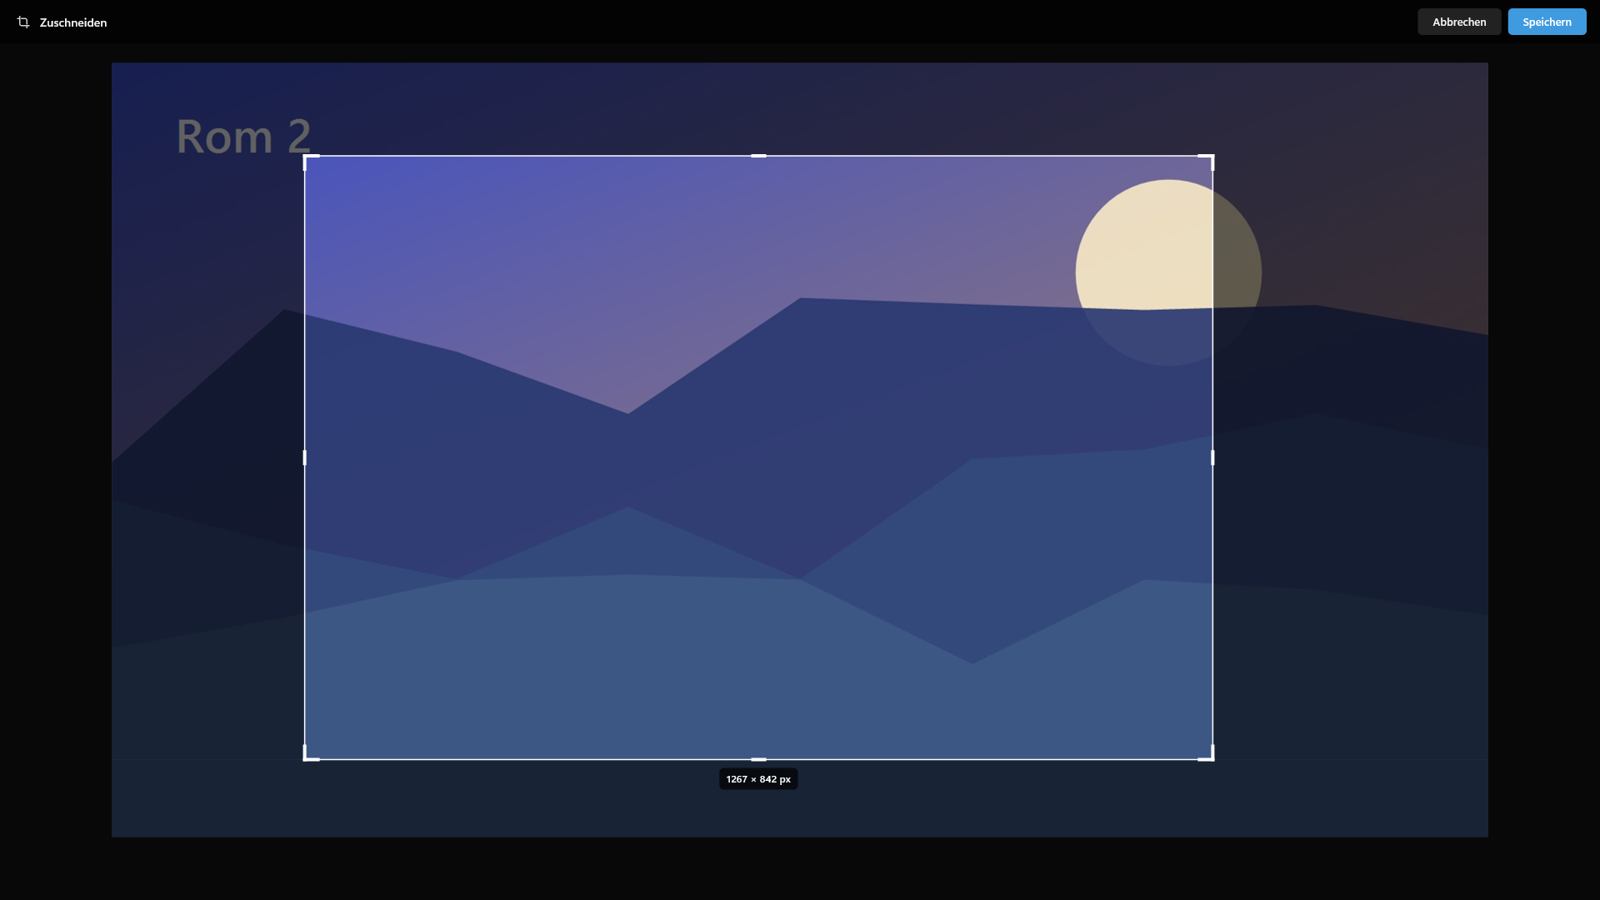 Zuschneiden
Abbrechen
Speichern
Rom 2
1267 × 842 px